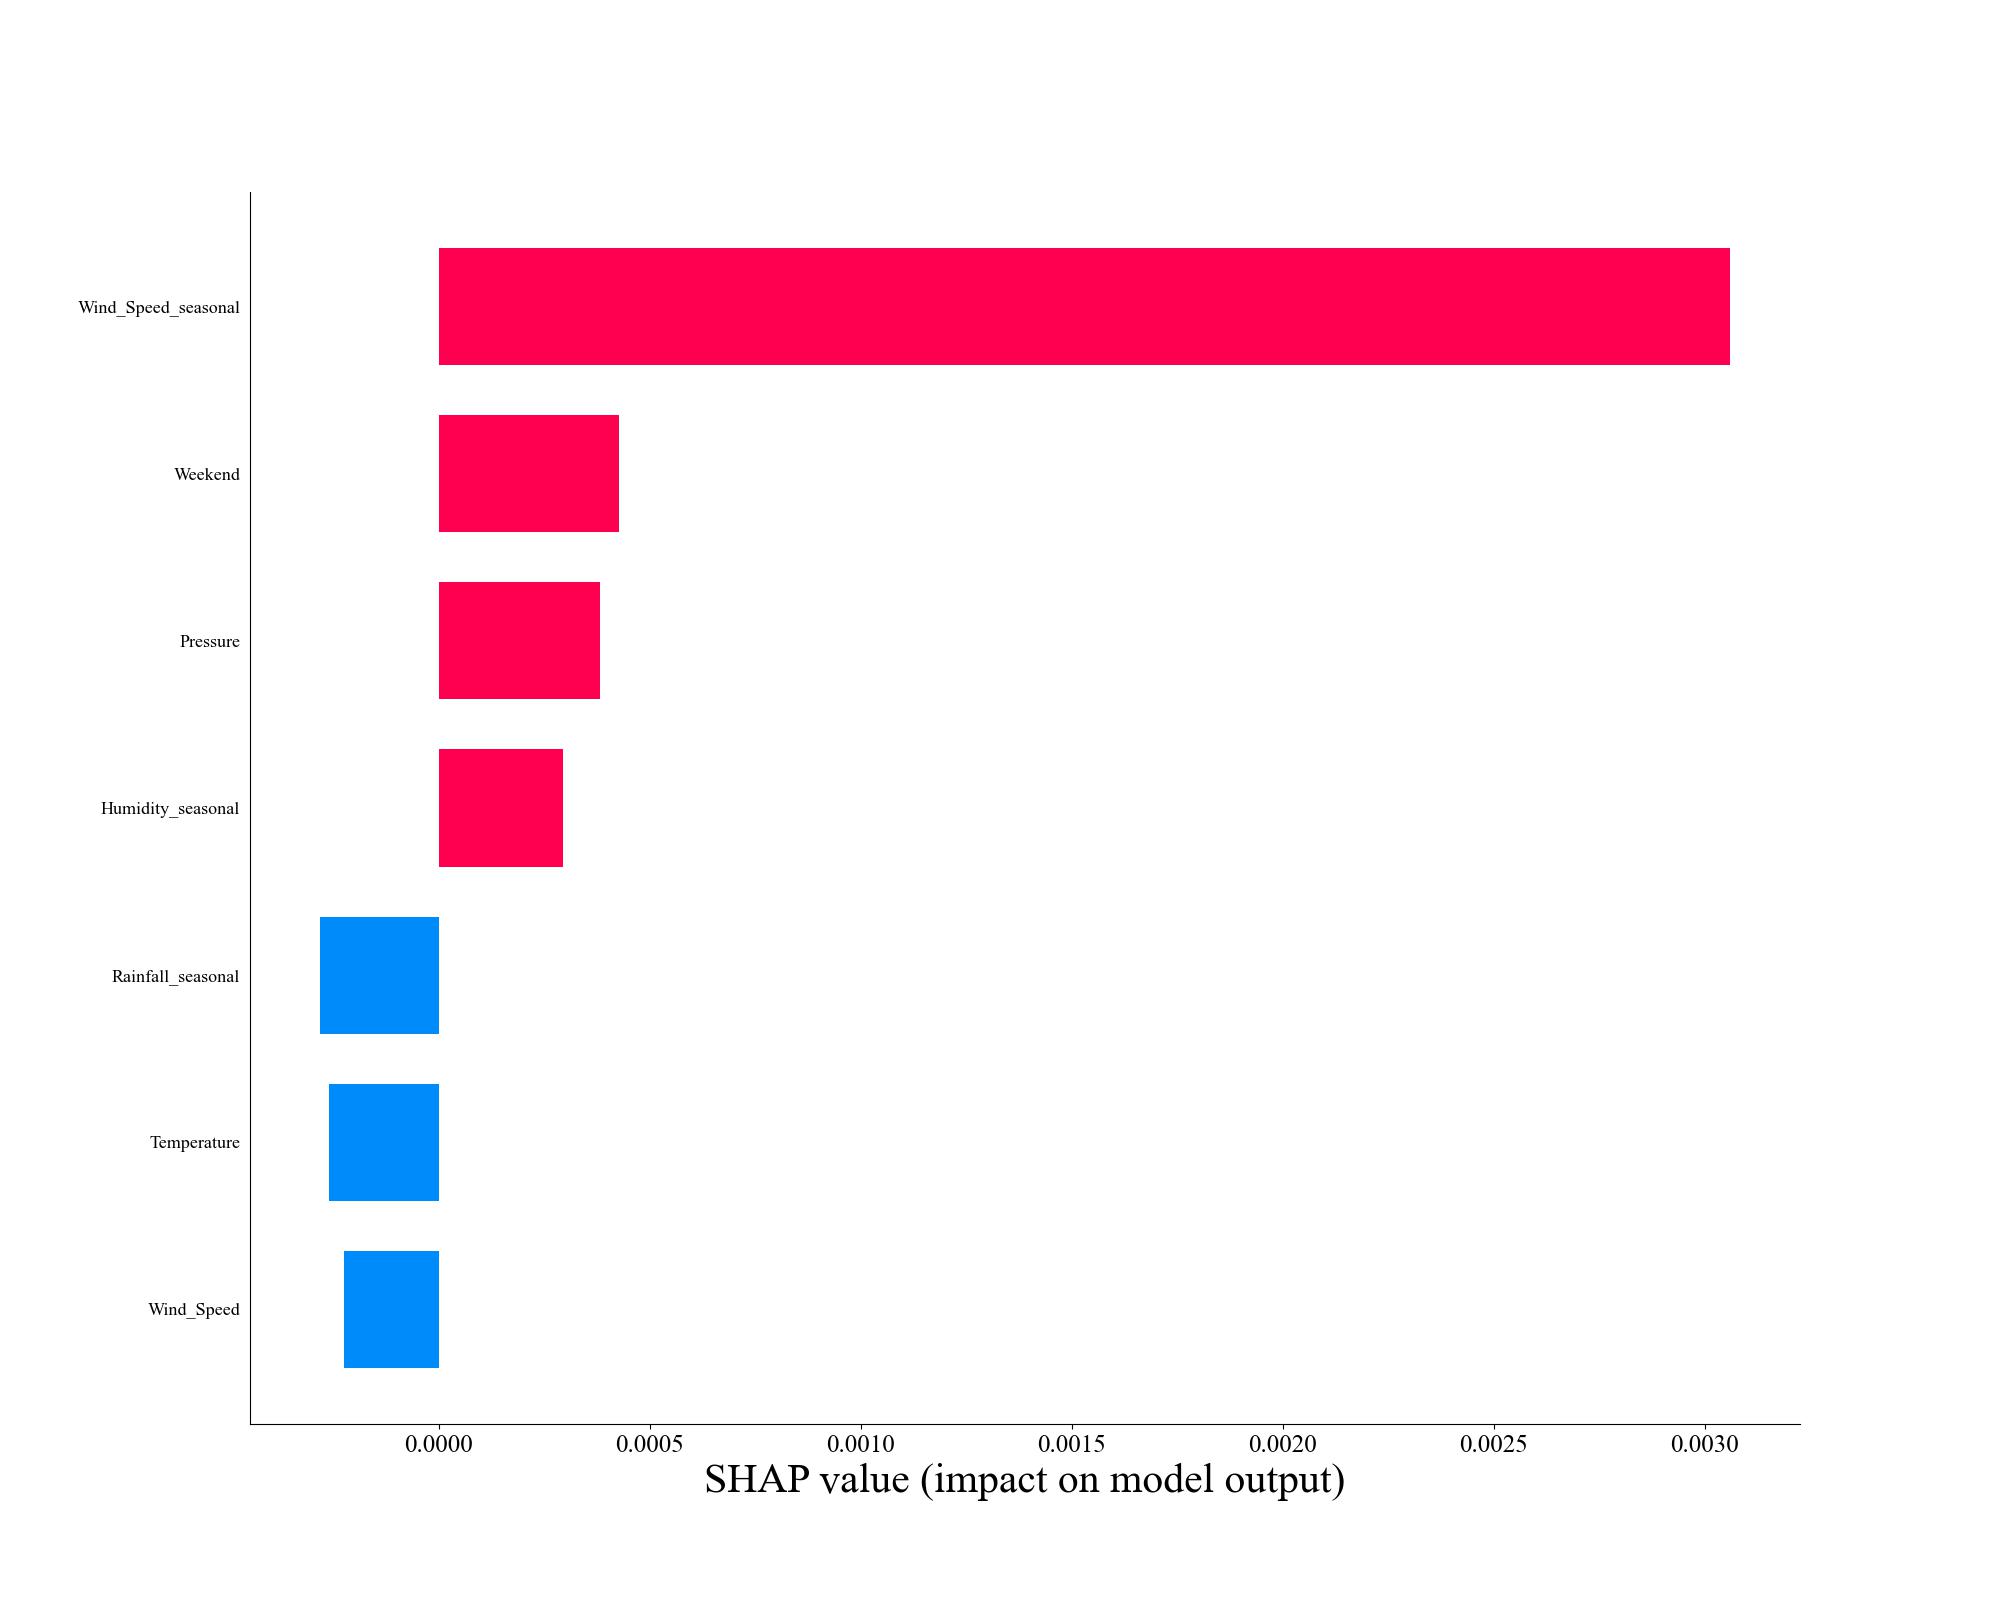 Wind_Speed_seasonal
Weekend
Pressure
Humidity_seasonal
Rainfall_seasonal
Temperature
Wind_Speed
0.0000 0.0005 0.0010 0.0015 0.0020 0.0025 0.0030
SHAP value (impact on model output)